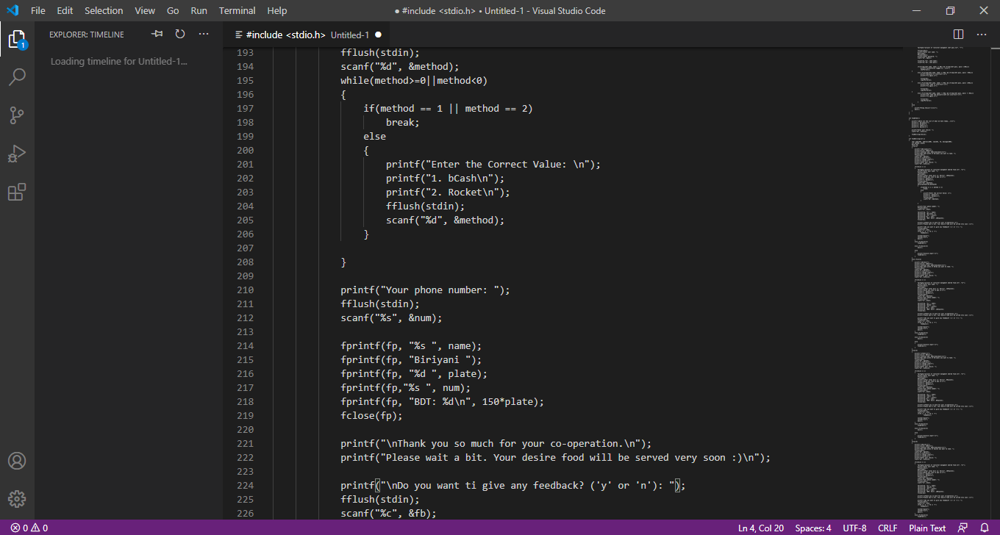 File Edit Selection View Go Run Terminal Help
● #include <stdio.h> • Untitled-1 - Visual Studio Code
EXPLORER: TIMELINE
1
Loading timeline for Untitled-1...
#include <stdio.h> Untitled-1 ●
193 fflush(stdin);
194 scanf("%d", &method);
195 while(method>=0||method<0)
196 {
197 if(method == 1 || method == 2)
198 break;
199 else
200 {
201 printf("Enter the Correct Value: \n");
202 printf("1. bCash\n");
203 printf("2. Rocket\n");
204 fflush(stdin);
205 scanf("%d", &method);
206 }
207
208 }
209
210 printf("Your phone number: ");
211 fflush(stdin);
212 scanf("%s", &num);
213
214 fprintf(fp, "%s ", name);
215 fprintf(fp, "Biriyani ");
216 fprintf(fp, "%d ", plate);
217 fprintf(fp,"%s ", num);
218 fprintf(fp, "BDT: %d\n", 150*plate);
219 fclose(fp);
220
221 printf("\nThank you so much for your co-operation.\n");
222 printf("Please wait a bit. Your desire food will be served very soon :)\n");
223
224 printf("\nDo you want ti give any feedback? ('y' or 'n'): ");
225 fflush(stdin);
226 scanf("%c", &fb);
0 0
Ln 4, Col 20 Spaces: 4 UTF-8 CRLF Plain Text